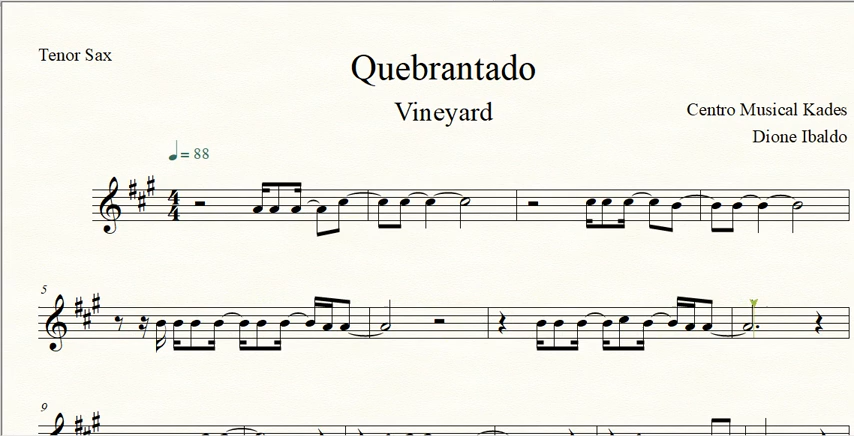 Tenor Sax
Quebrantado
Vineyard
Centro Musical Kades
Dione Ibaldo
= 88
4
4
5
9